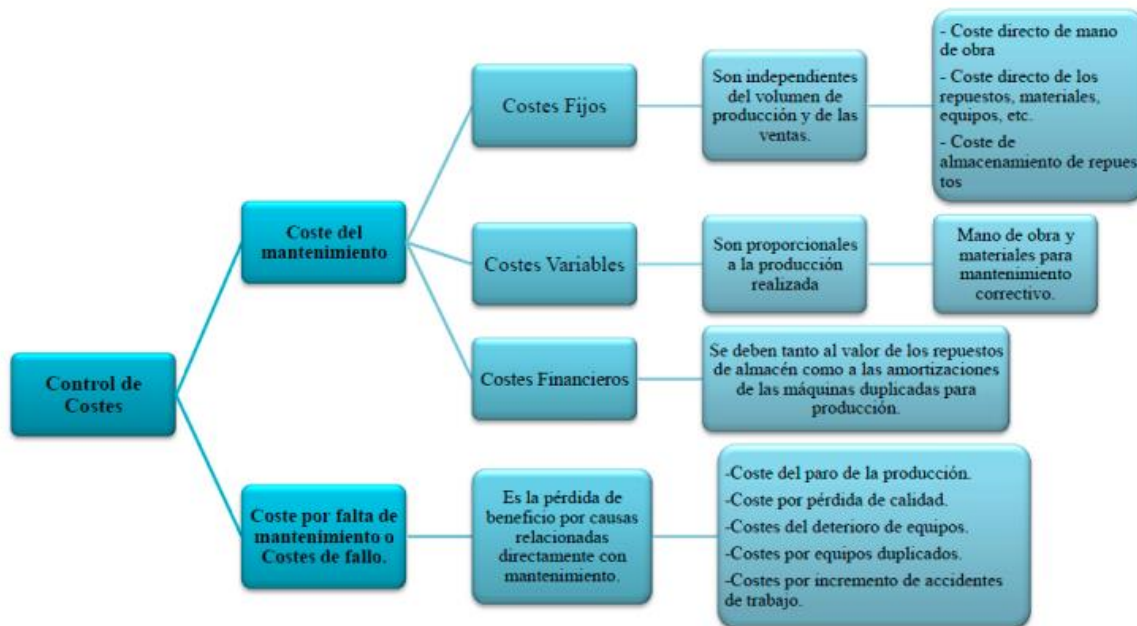 Control de
Costes
Coste del
mantenimiento
Costes Fijos
Son independientes
del volumen de
producción y de las
ventas.
- Coste directo de mano
de obra
- Coste directo de los
repuestos, materiales,
equipos, etc.
- Coste de
almacenamiento de repues
tos
Costes Variables
Son proporcionales
a la producción
realizada
Mano de obra y
materiales para
mantenimiento
correctivo.
Costes Financieros
Se deben tanto al valor de los repuestos
de almacén como a las amortizaciones
de las máquinas duplicadas para
producción.
Coste por falta de
mantenimiento o
Costes de fallo.
Es la pérdida de
beneficio por causas
relacionadas
directamente con
mantenimiento.
-Coste del paro de la producción.
-Coste por pérdida de calidad.
-Costes del deterioro de equipos.
-Costes por equipos duplicados.
-Costes por incremento de accidentes
de trabajo.